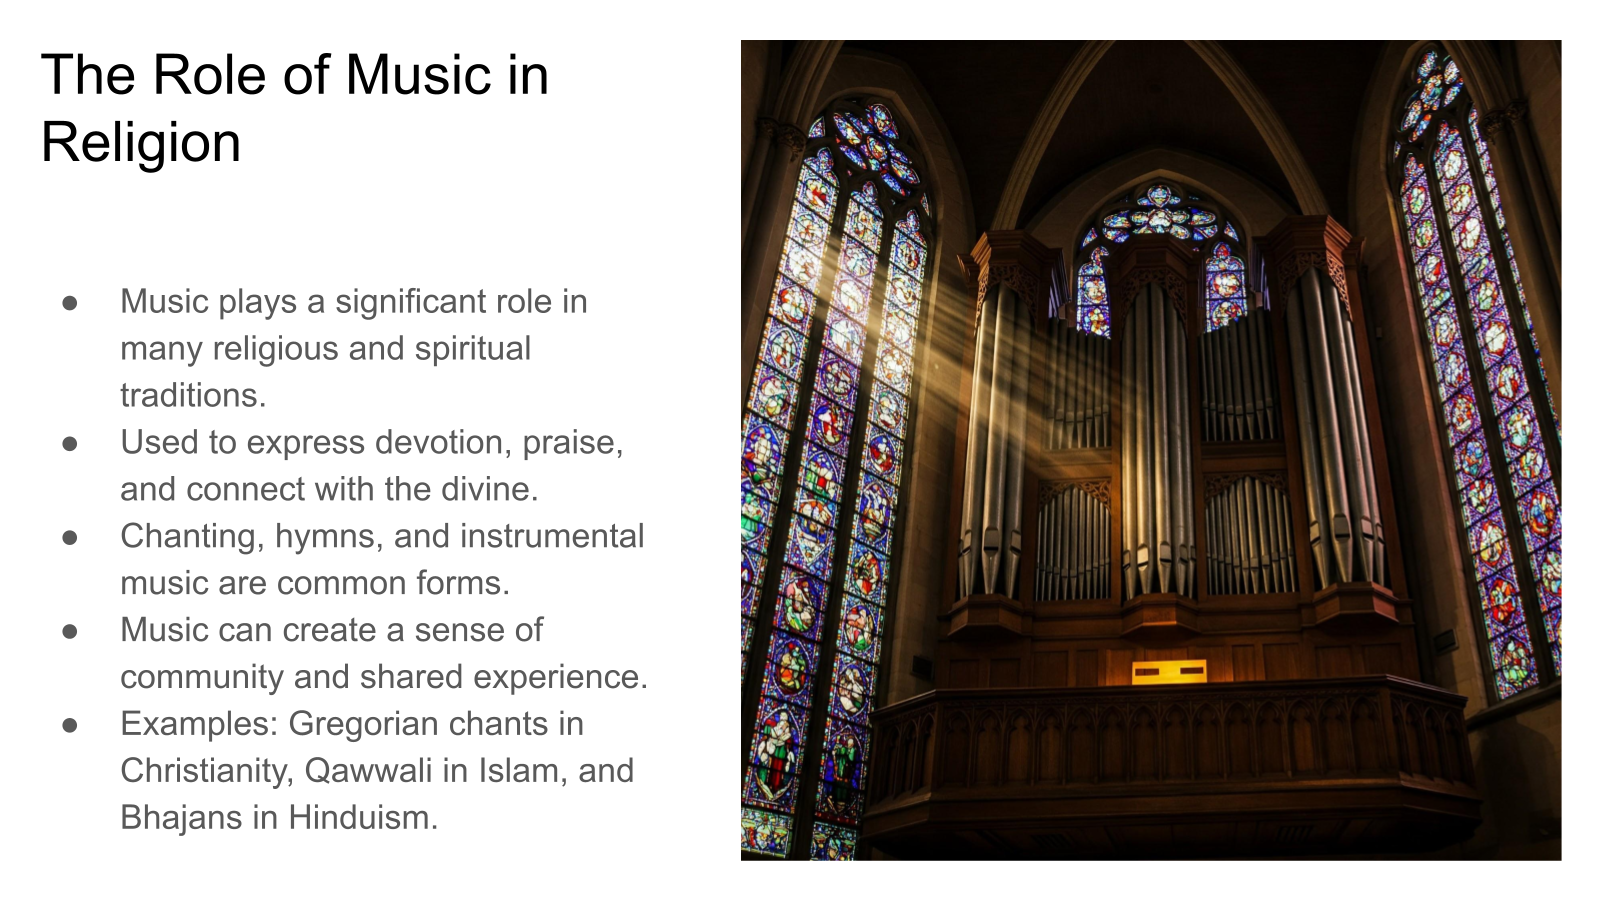 The Role of Music in
Religion
● Music plays a significant role in
many religious and spiritual
traditions.
● Used to express devotion, praise,
and connect with the divine.
● Chanting, hymns, and instrumental
music are common forms.
● Music can create a sense of
community and shared experience.
● Examples: Gregorian chants in
Christianity, Qawwali in Islam, and
Bhajans in Hinduism.